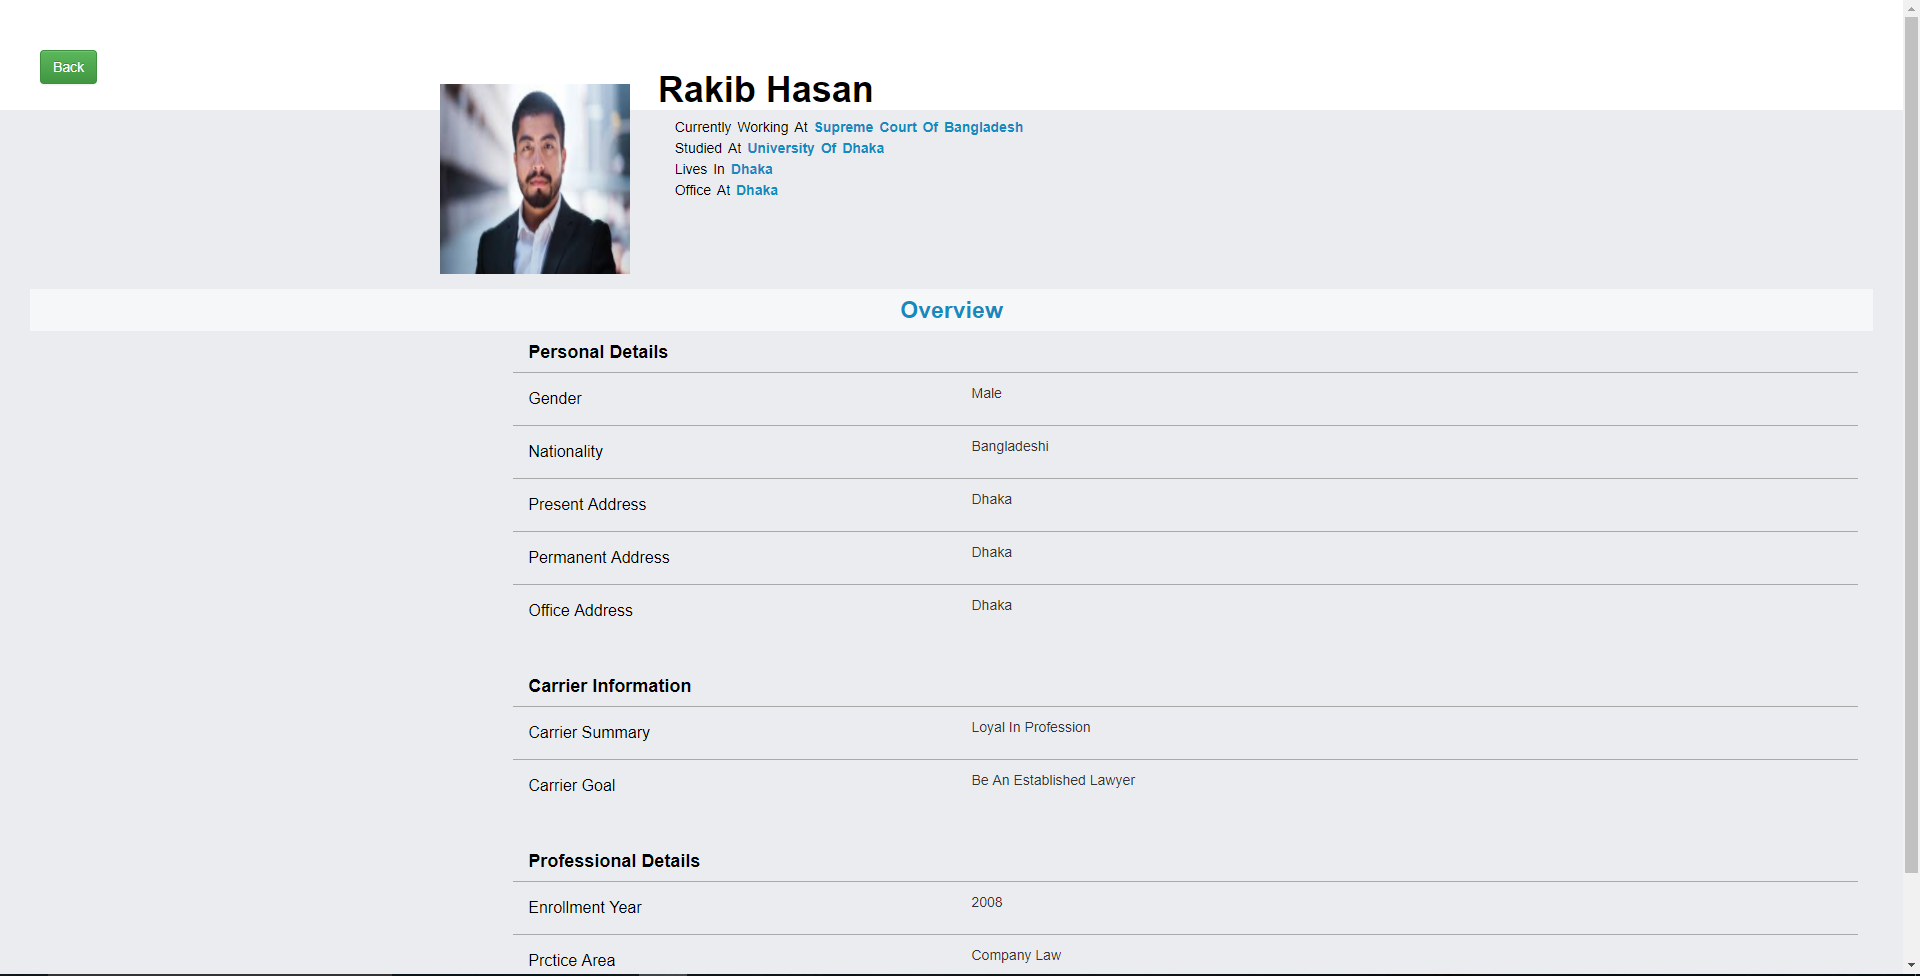 Back
Rakib Hasan
Currently Working At Supreme Court Of Bangladesh
Studied At University Of Dhaka
Lives In Dhaka
Office At Dhaka
Overview
Personal Details
Gender Male
Nationality Bangladeshi
Present Address Dhaka
Permanent Address Dhaka
Office Address Dhaka
Carrier Information
Carrier Summary Loyal In Profession
Carrier Goal Be An Established Lawyer
Professional Details
Enrollment Year 2008
Prctice Area Company Law